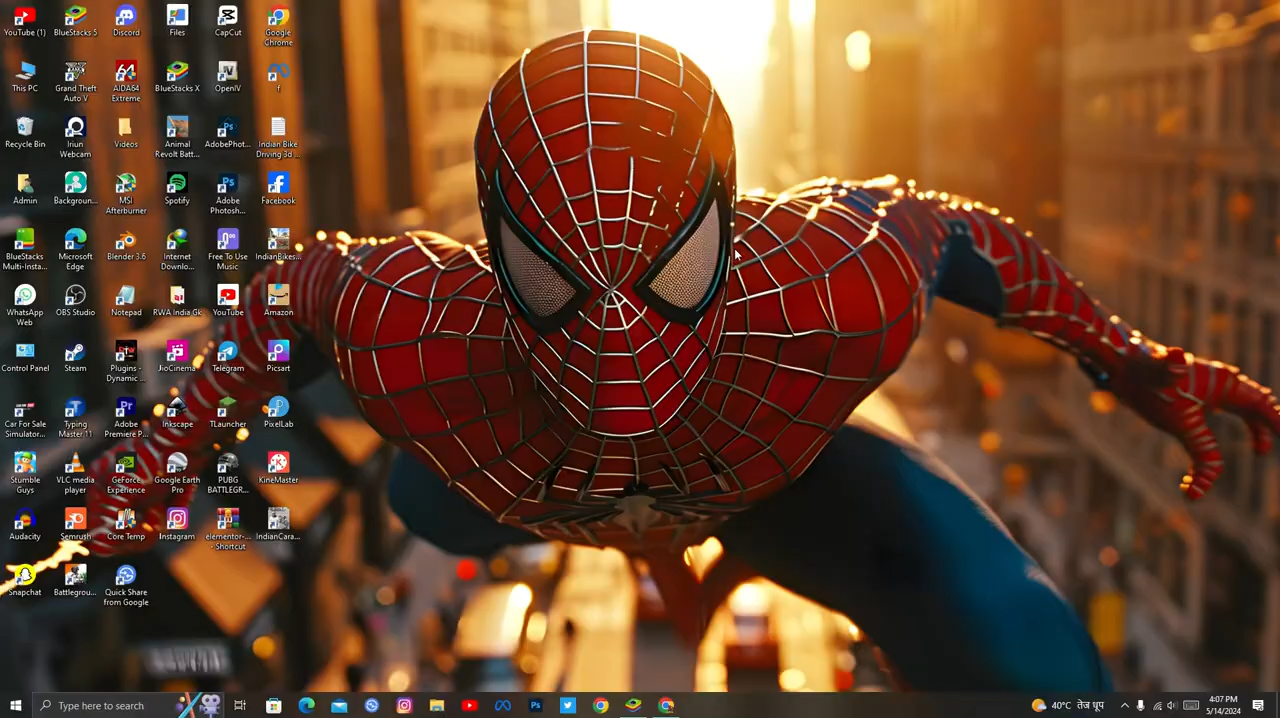 YouTube (1)
BlueStacks 5
Discord
Files
CapCut
Google
Chrome
This PC
Grand Theft
Auto V
64
AIDA64
Extreme
BlueStacks X
OpenIV
f
Recycle Bin
Iriun
Webcam
Videos
Animal
Revolt Batt...
AdobePhot...
Indian Bike
Driving 3d ...
Admin
Backgroun...
MSI
Afterburner
Spotify
Adobe
Photosh...
Facebook
BlueStacks
Multi-Insta...
Microsoft
Edge
Blender 3.6
Internet
Downlo...
Free To Use
Music
IndianBikes...
WhatsApp
Web
OBS Studio
Notepad
RWA India Gk
YouTube
Amazon
Control Panel
Steam
Plugins -
Dynamic ...
JioCinema
Telegram
Picsart
Car For Sale
Simulator...
Typing
Master 11
Adobe
Premiere P...
Inkscape
TLauncher
PixelLab
Stumble
Guys
VLC media
player
GeForce
Experience
Google Earth
Pro
PUBG
BATTLEGR...
KineMaster
Audacity
Semrush
Core Temp
Instagram
elementor-...
- Shortcut
IndianCara...
Snapchat
Battlegrou...
Quick Share
from Google
Type here to search
40°C तेज धूप
4:07 PM
5/14/2024